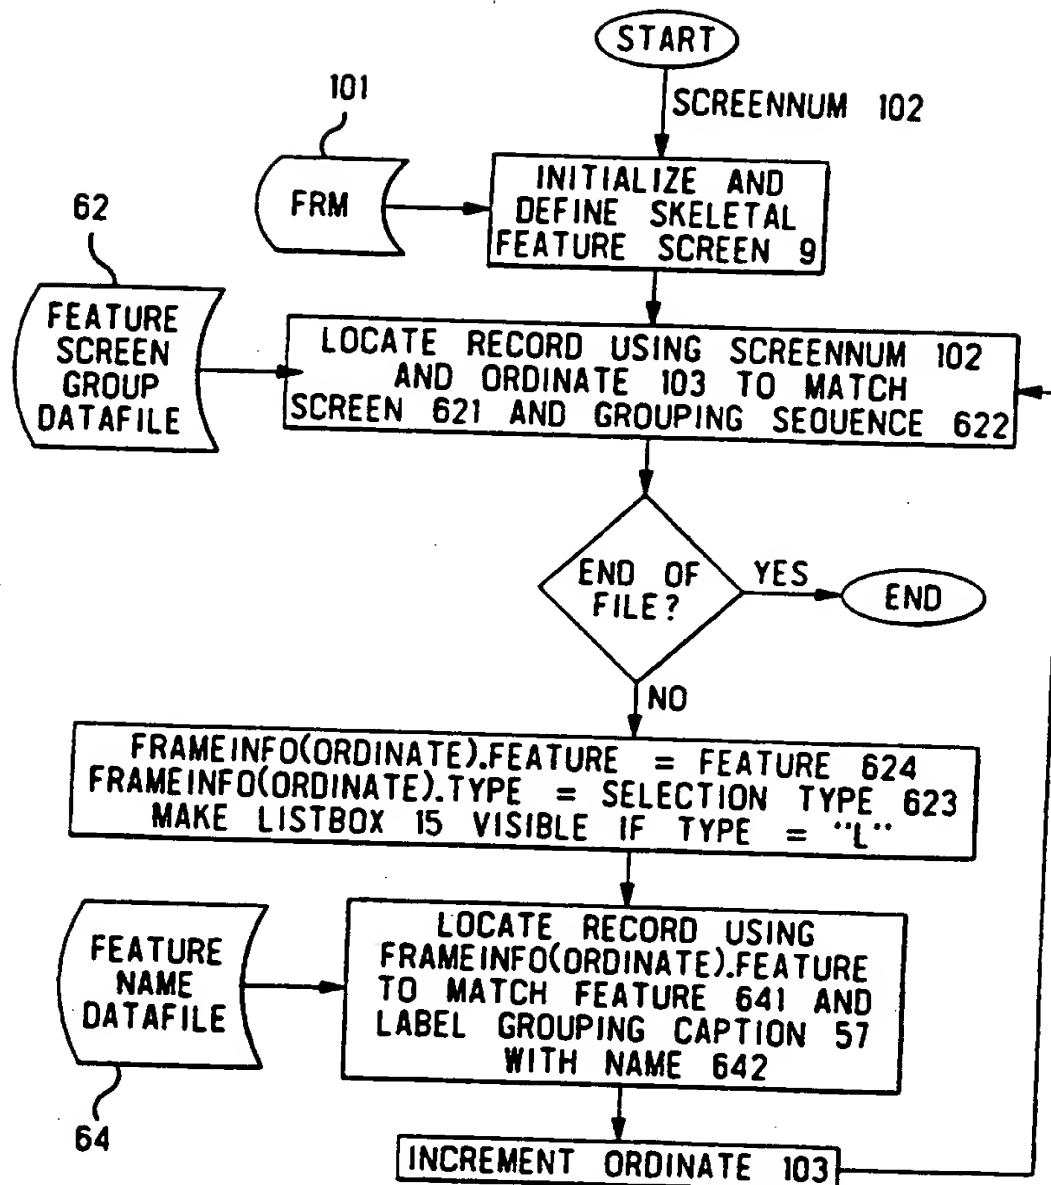 START
SCREENNUM 102
101
FRM
INITIALIZE AND
DEFINE SKELETAL
FEATURE SCREEN 9
62
FEATURE
SCREEN
GROUP
DATAFILE
LOCATE RECORD USING SCREENNUM 102
AND ORDINATE 103 TO MATCH
SCREEN 621 AND GROUPING SEQUENCE 622
END OF
FILE?
YES
END
NO
FRAMEINFO(ORDINATE).FEATURE = FEATURE 624
FRAMEINFO(ORDINATE).TYPE = SELECTION TYPE 623
MAKE LISTBOX 15 VISIBLE IF TYPE = "L"
FEATURE
NAME
DATAFILE
64
LOCATE RECORD USING
FRAMEINFO(ORDINATE).FEATURE
TO MATCH FEATURE 641 AND
LABEL GROUPING CAPTION 57
WITH NAME 642
INCREMENT ORDINATE 103